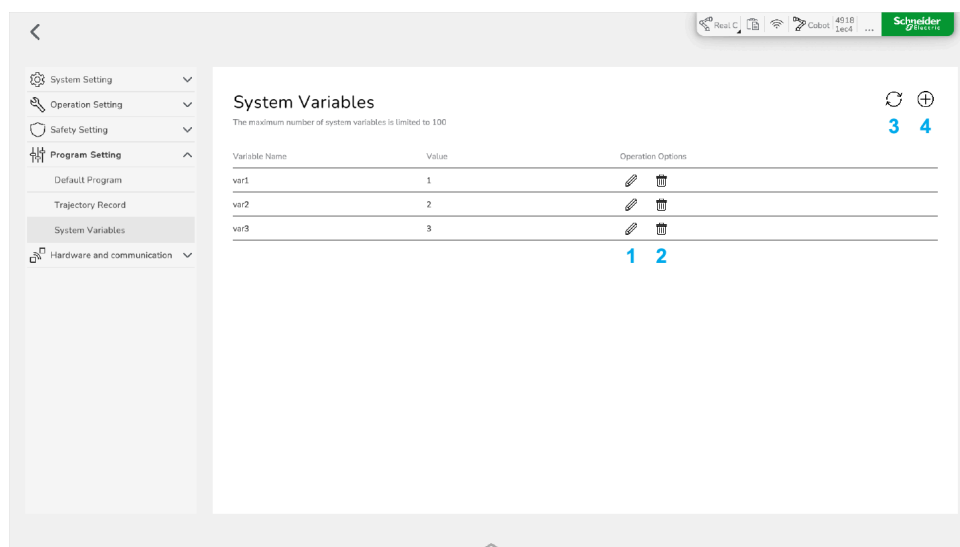 Real C
Cobot
4918
1ec4
...
Schneider
Electric
System Setting
Operation Setting
Safety Setting
Program Setting
Default Program
Trajectory Record
System Variables
Hardware and communication
System Variables
The maximum number of system variables is limited to 100
3 4
Variable Name Value Operation Options
var1 1
var2 2
var3 3
1 2